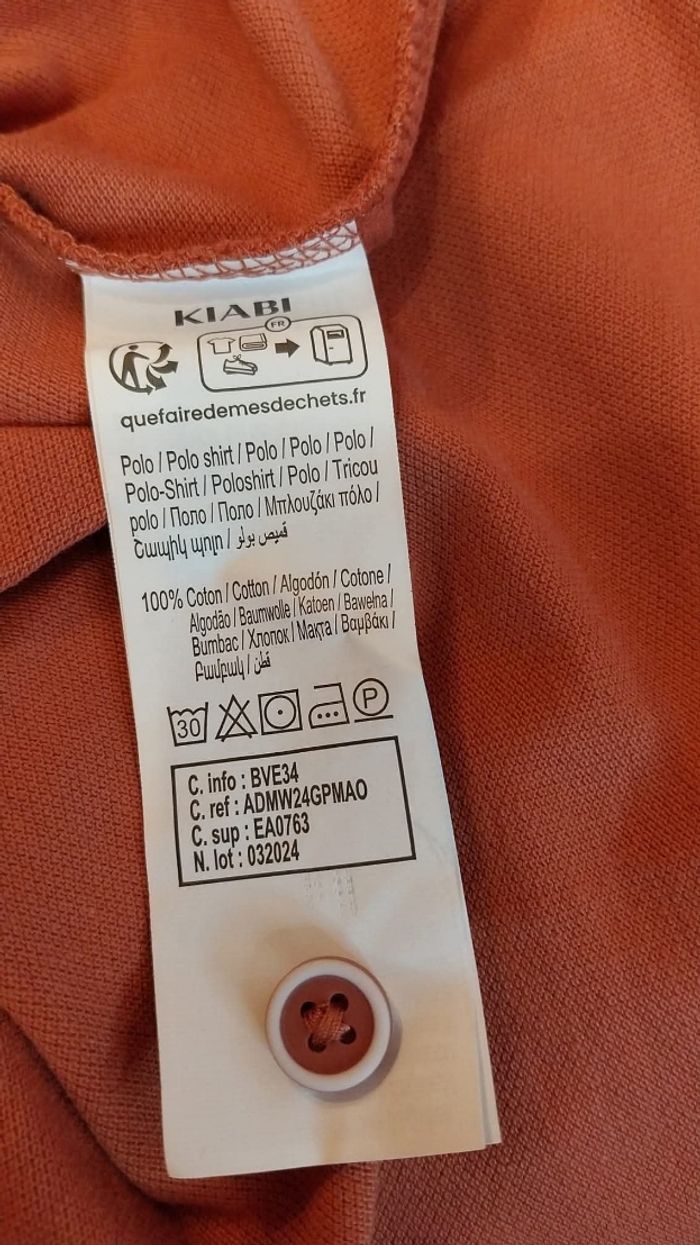 KIABI
FR
quefairedemesdechets.fr
Polo / Polo shirt / Polo / Polo / Polo /
Polo-Shirt / Poloshirt / Polo / Tricou
polo / Поло / Поло / Μπλουζάκι πόλο /
Շապիկ պոլո / قميص بولو
100% Coton / Cotton / Algodón / Cotone /
Algodão / Baumwolle / Katoen / Bawełna /
Bumbac / Хлопок / Мақта / Βαμβάκι /
Բամբակ / قطن
30 P
C. info : BVE34
C. ref : ADMW24GPMAO
C. sup : EA0763
N. lot : 032024